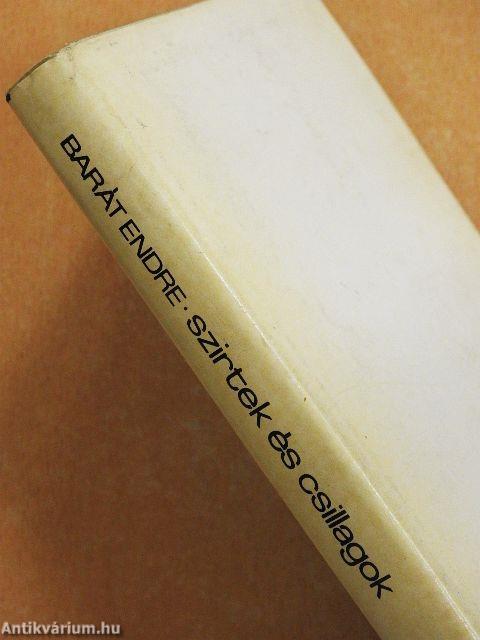 BARÁT ENDRE · szirtek és csillagok
Antikvárium.hu